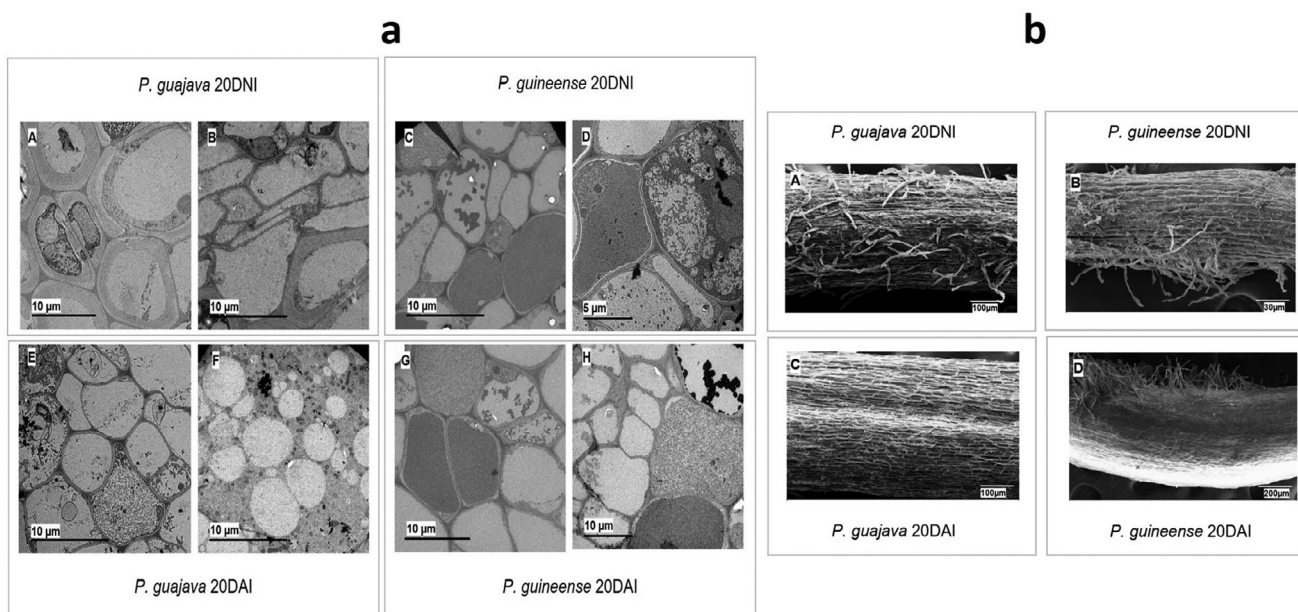 a
b
P. guajava 20DNI
P. guineense 20DNI
A
B
C
D
10 µm
10 µm
10 µm
5 µm
E
F
G
H
10 µm
10 µm
10 µm
10 µm
P. guajava 20DAI
P. guineense 20DAI
P. guajava 20DNI
P. guineense 20DNI
A
B
100µm
30µm
C
D
100µm
200µm
P. guajava 20DAI
P. guineense 20DAI